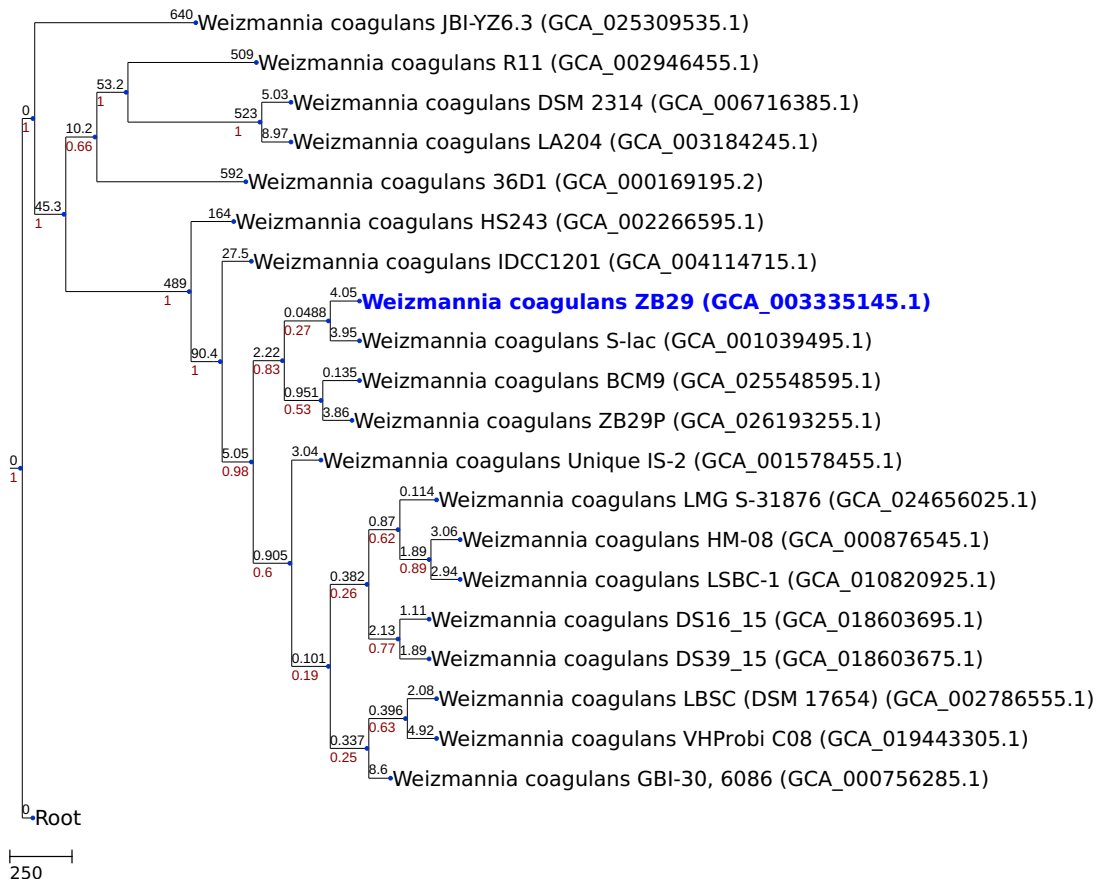 640 Weizmannia coagulans JBI-YZ6.3 (GCA_025309535.1)
509 Weizmannia coagulans R11 (GCA_002946455.1)
53.2
1
5.03 Weizmannia coagulans DSM 2314 (GCA_006716385.1)
0
1
523
1
10.2
0.66
8.97 Weizmannia coagulans LA204 (GCA_003184245.1)
592 Weizmannia coagulans 36D1 (GCA_000169195.2)
45.3
1
164 Weizmannia coagulans HS243 (GCA_002266595.1)
27.5 Weizmannia coagulans IDCC1201 (GCA_004114715.1)
489
1
4.05 Weizmannia coagulans ZB29 (GCA_003335145.1)
0.0488
0.27
3.95 Weizmannia coagulans S-lac (GCA_001039495.1)
90.4
1
2.22
0.83
0.135 Weizmannia coagulans BCM9 (GCA_025548595.1)
0.951
0.53
3.86 Weizmannia coagulans ZB29P (GCA_026193255.1)
5.05
0.98
3.04 Weizmannia coagulans Unique IS-2 (GCA_001578455.1)
0
1
0.114 Weizmannia coagulans LMG S-31876 (GCA_024656025.1)
0.87
0.62
3.06 Weizmannia coagulans HM-08 (GCA_000876545.1)
1.89
0.89
0.905
0.6
2.94 Weizmannia coagulans LSBC-1 (GCA_010820925.1)
0.382
0.26
1.11 Weizmannia coagulans DS16_15 (GCA_018603695.1)
2.13
0.77
1.89 Weizmannia coagulans DS39_15 (GCA_018603675.1)
0.101
0.19
2.08 Weizmannia coagulans LBSC (DSM 17654) (GCA_002786555.1)
0.396
0.63
4.92 Weizmannia coagulans VHProbi C08 (GCA_019443305.1)
0.337
0.25
8.6 Weizmannia coagulans GBI-30, 6086 (GCA_000756285.1)
0 Root
250